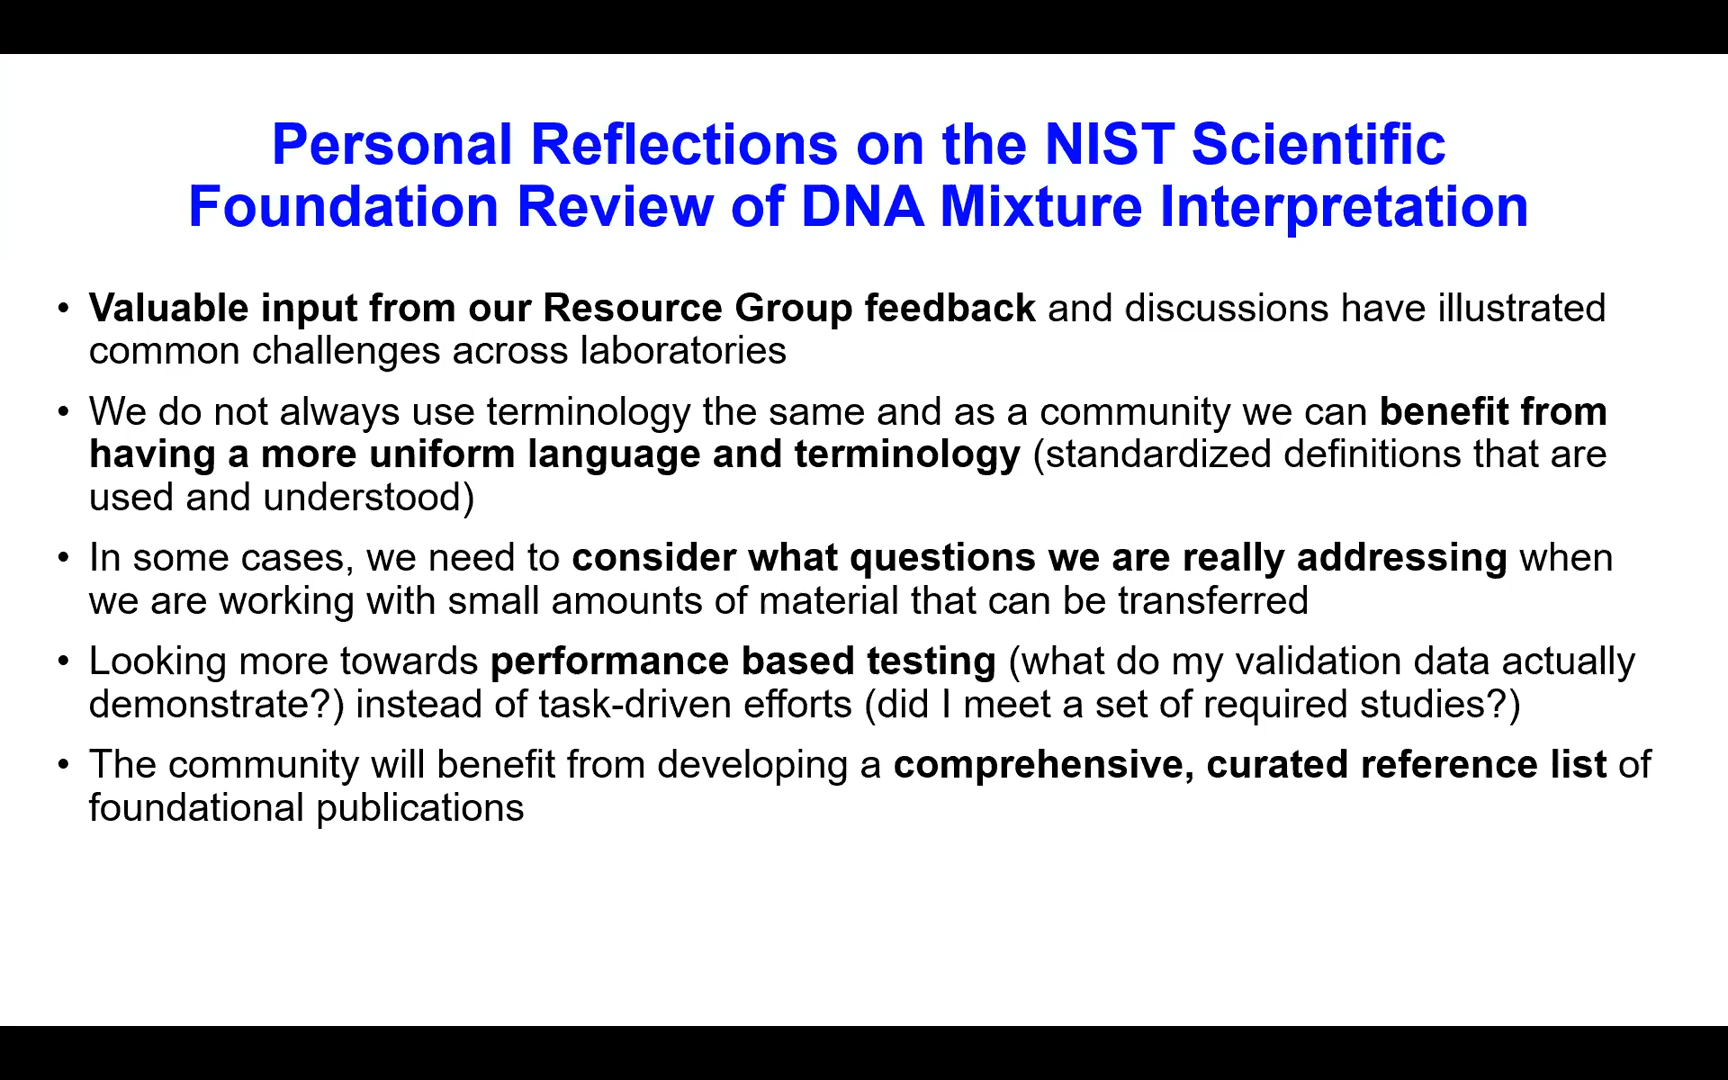 Personal Reflections on the NIST Scientific
Foundation Review of DNA Mixture Interpretation
• Valuable input from our Resource Group feedback and discussions have illustrated
common challenges across laboratories
• We do not always use terminology the same and as a community we can benefit from
having a more uniform language and terminology (standardized definitions that are
used and understood)
• In some cases, we need to consider what questions we are really addressing when
we are working with small amounts of material that can be transferred
• Looking more towards performance based testing (what do my validation data actually
demonstrate?) instead of task-driven efforts (did I meet a set of required studies?)
• The community will benefit from developing a comprehensive, curated reference list of
foundational publications